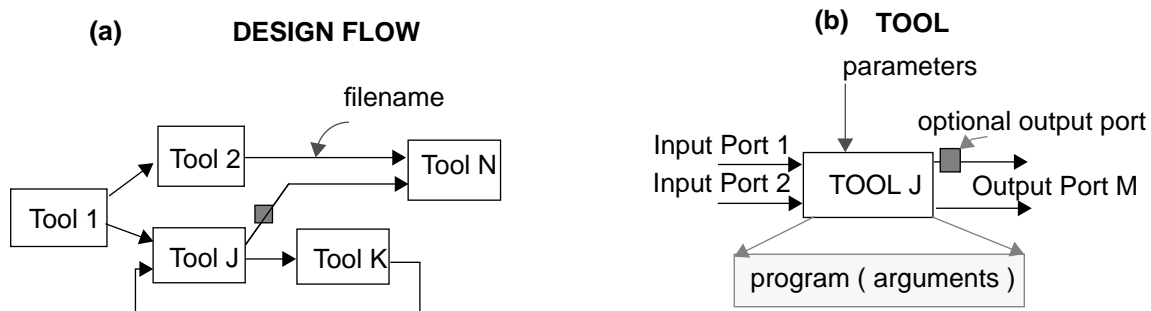 (a) DESIGN FLOW
filename
Tool 2
Tool N
Tool 1
Tool J
Tool K
(b) TOOL
parameters
optional output port
Input Port 1
Input Port 2
TOOL J
Output Port M
program ( arguments )